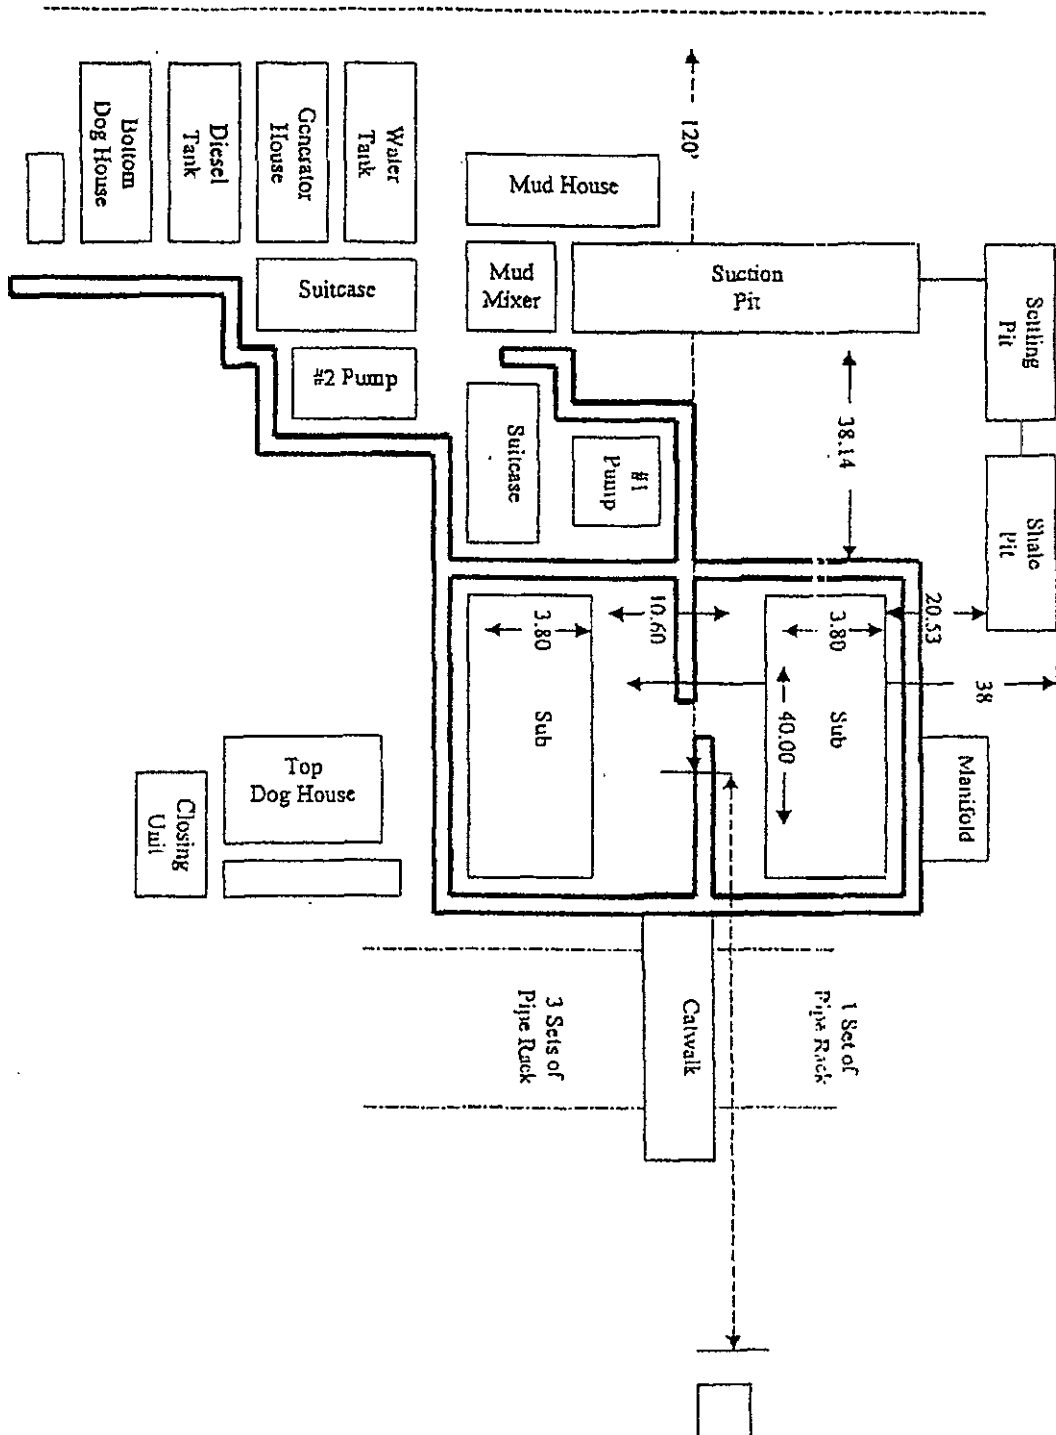 Bottom
Dog House
Diesel
Tank
Generator
House
Water
Tank
120'
Mud House
Suitcase
Mud
Mixer
Suction
Pit
Settling
Pit
#2 Pump
38.14
Suitcase
#1
Pump
Shale
Pit
3.80
10.60
3.80
20.53
38
Sub
40.00
Sub
Top
Dog House
Manifold
Closing
Unit
3 Sets of
Pipe Rack
Catwalk
1 Set of
Pipe Rack